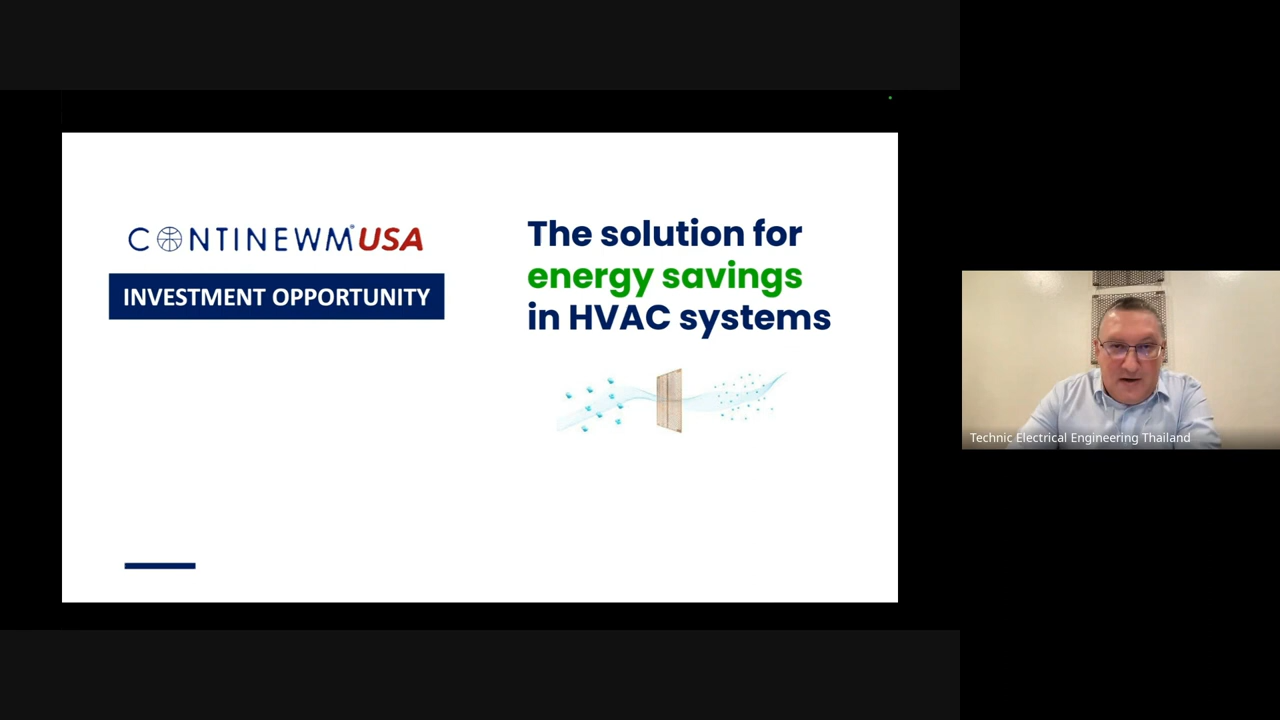 CONTINEWM® USA
INVESTMENT OPPORTUNITY
The solution for
energy savings
in HVAC systems
Technic Electrical Engineering Thailand